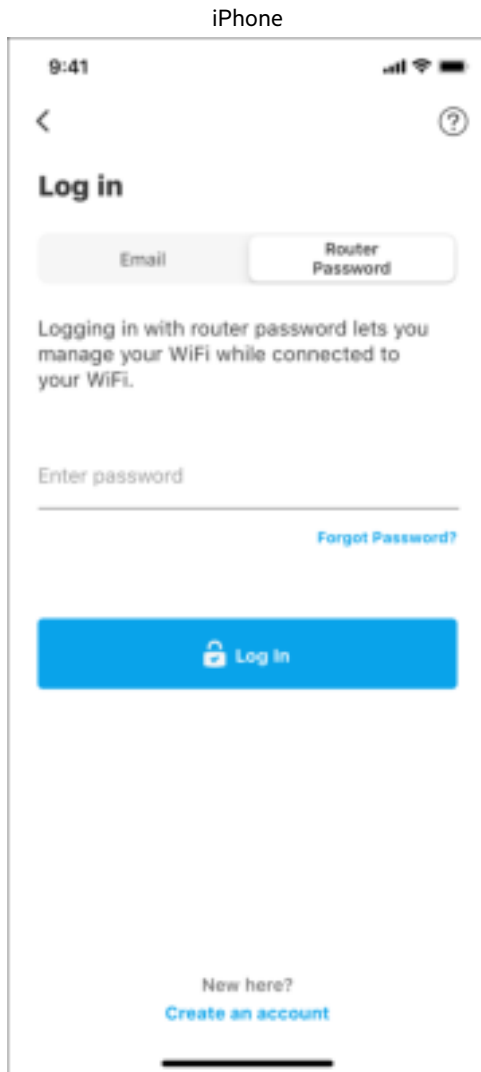 iPhone
9:41
Log in
Email
Router
Password
Logging in with router password lets you
manage your WiFi while connected to
your WiFi.
Enter password
Forgot Password?
Log In
New here?
Create an account